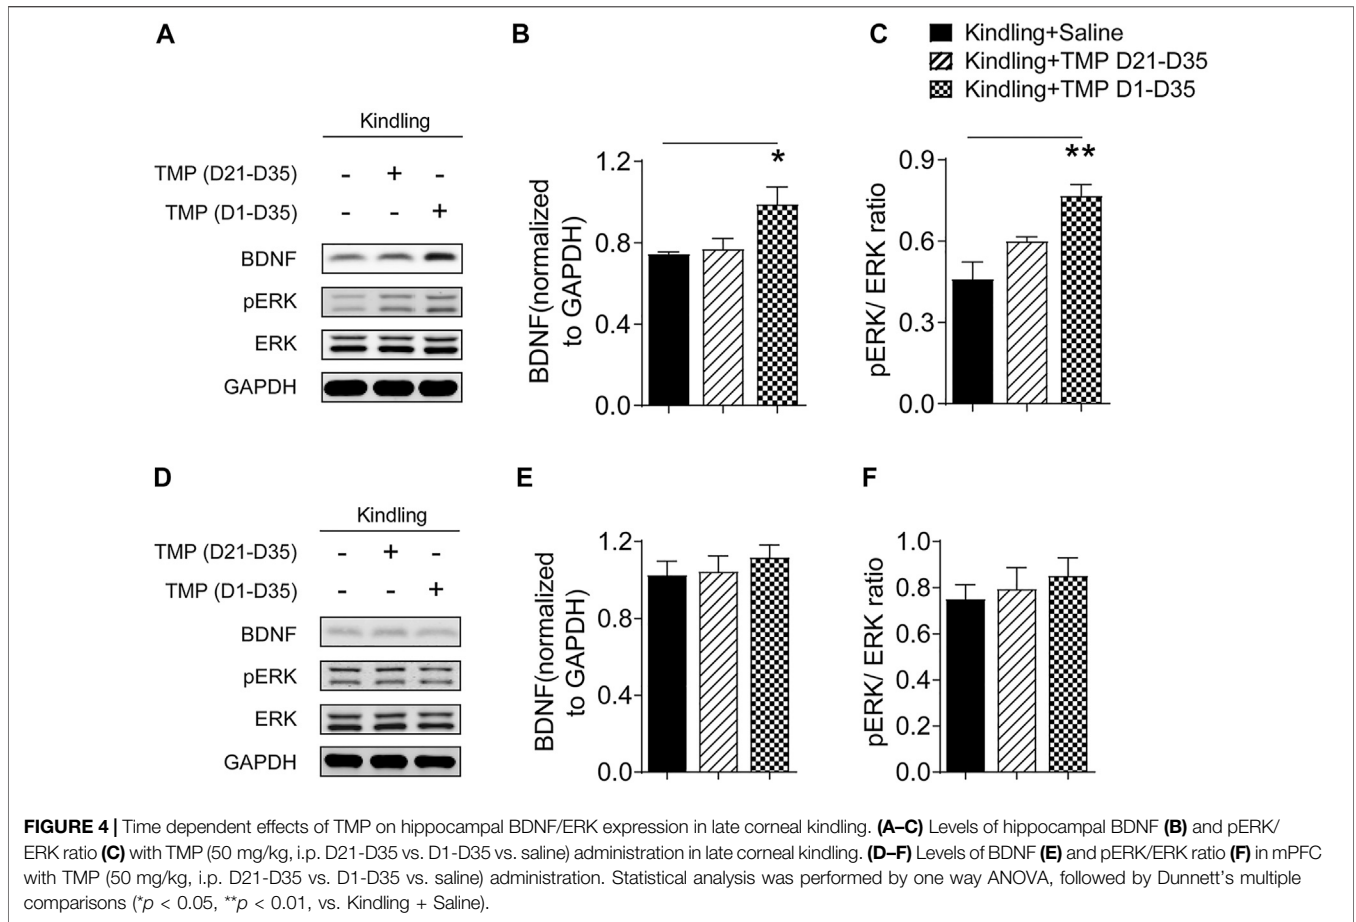 A
Kindling
TMP (D21-D35) - + -
TMP (D1-D35) - - +
BDNF
pERK
ERK
GAPDH
B
BDNF(normalized
to GAPDH)
1.2
0.8
0.4
0.0
*
C
Kindling+Saline
Kindling+TMP D21-D35
Kindling+TMP D1-D35
pERK/ ERK ratio
0.9
0.6
0.3
0.0
**
D
Kindling
TMP (D21-D35) - + -
TMP (D1-D35) - - +
BDNF
pERK
ERK
GAPDH
E
BDNF(normalized
to GAPDH)
1.2
0.8
0.4
0.0
F
pERK/ ERK ratio
1.0
0.8
0.6
0.4
0.2
0.0
FIGURE 4 | Time dependent effects of TMP on hippocampal BDNF/ERK expression in late corneal kindling. (A–C) Levels of hippocampal BDNF (B) and pERK/
ERK ratio (C) with TMP (50 mg/kg, i.p. D21-D35 vs. D1-D35 vs. saline) administration in late corneal kindling. (D–F) Levels of BDNF (E) and pERK/ERK ratio (F) in mPFC
with TMP (50 mg/kg, i.p. D21-D35 vs. D1-D35 vs. saline) administration. Statistical analysis was performed by one way ANOVA, followed by Dunnett’s multiple
comparisons (*p < 0.05, **p < 0.01, vs. Kindling + Saline).